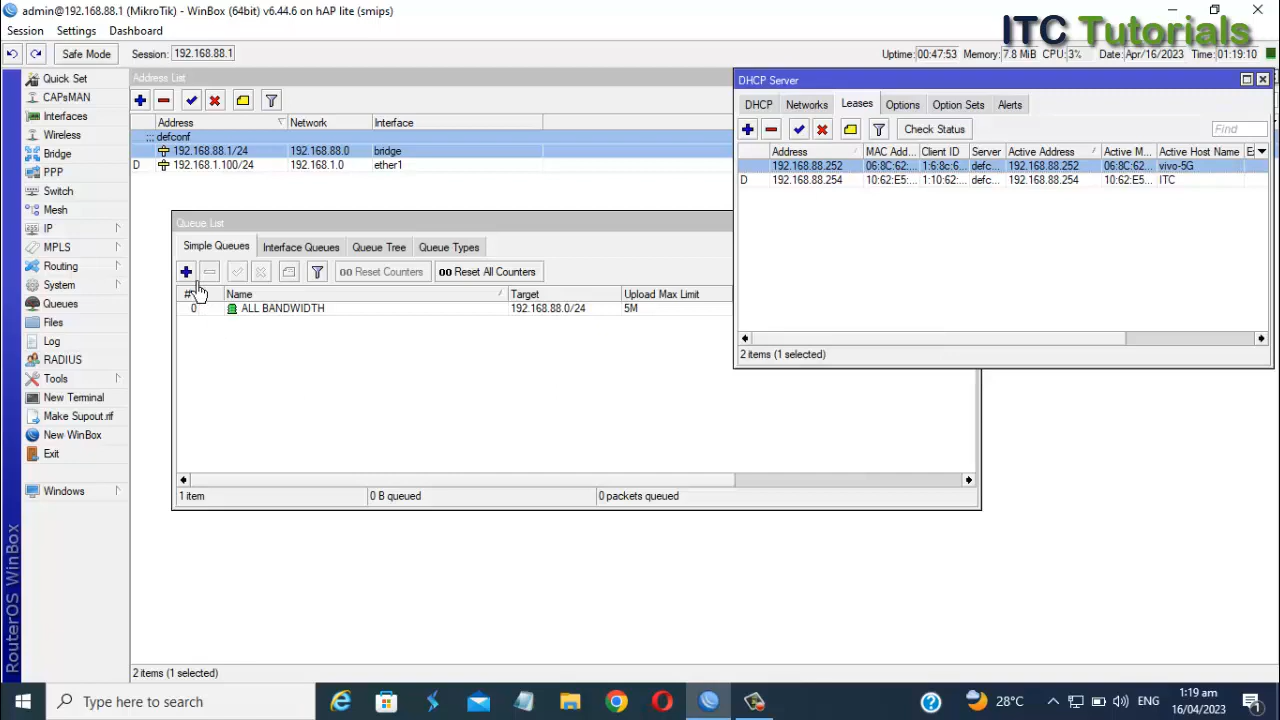 admin@192.168.88.1 (MikroTik) - WinBox (64bit) v6.44.6 on hAP lite (smips)
ITC Tutorials
Session Settings Dashboard
Safe Mode Session: 192.168.88.1 Uptime: 00:47:53 Memory: 7.8 MiB CPU: 3% Date: Apr/16/2023 Time: 01:19:10
Quick Set
CAPsMAN
Interfaces
Wireless
Bridge
PPP
Switch
Mesh
IP
MPLS
Routing
System
Queues
Files
Log
RADIUS
Tools
New Terminal
Make Supout.rif
New WinBox
Exit
Windows
RouterOS WinBox
Address List
Address Network Interface
::: defconf
192.168.88.1/24 192.168.88.0 bridge
D 192.168.1.100/24 192.168.1.0 ether1
2 items (1 selected)
Queue List
Simple Queues Interface Queues Queue Tree Queue Types
00 Reset Counters 00 Reset All Counters
# Name Target Upload Max Limit
0 ALL BANDWIDTH 192.168.88.0/24 5M
1 item 0 B queued 0 packets queued
DHCP Server
DHCP Networks Leases Options Option Sets Alerts
Check Status Find
Address MAC Add... Client ID Server Active Address Active M... Active Host Name
192.168.88.252 06:8C:62:... 1:6:8c:6... defc... 192.168.88.252 06:8C:62... vivo-5G
D 192.168.88.254 10:62:E5:... 1:10:62:... defc... 192.168.88.254 10:62:E5... ITC
2 items (1 selected)
Type here to search
28°C ENG
1:19 am
16/04/2023
1